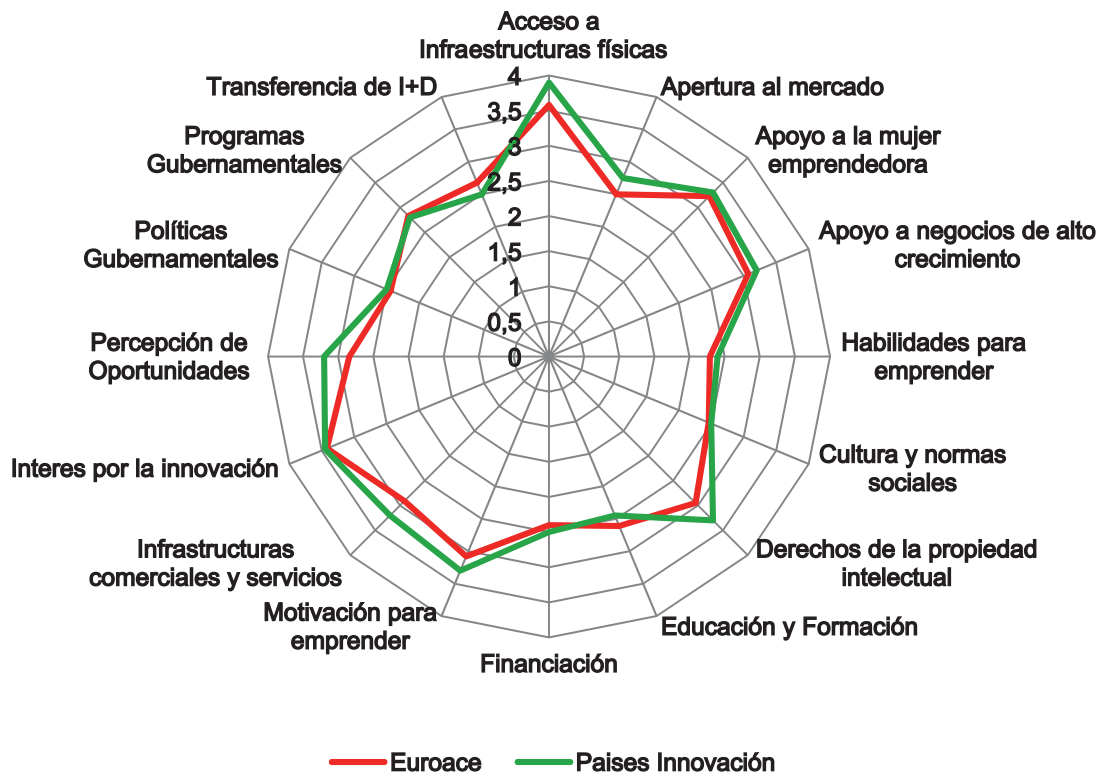 Acceso a
Infraestructuras físicas
Transferencia de I+D
Apertura al mercado
Programas
Gubernamentales
Apoyo a la mujer
emprendedora
Políticas
Gubernamentales
Apoyo a negocios de alto
crecimiento
Percepción de
Oportunidades
Habilidades para
emprender
Interes por la innovación
Cultura y normas
sociales
Infrastructuras
comerciales y servicios
Derechos de la propiedad
intelectual
Motivación para
emprender
Educación y Formación
Financiación
4
3,5
3
2,5
2
1,5
1
0,5
0
Euroace
Paises Innovación